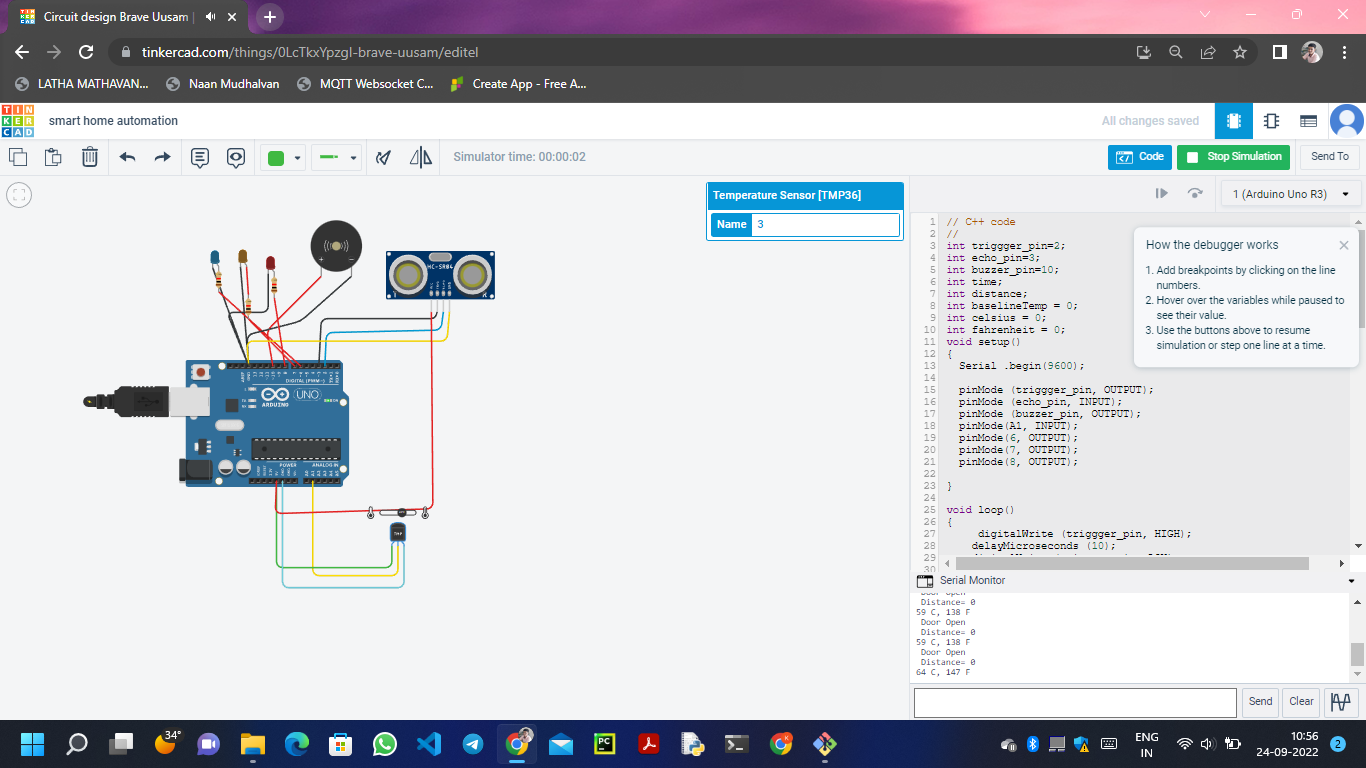 Circuit design Brave Uusam |
tinkercad.com/things/0LcTkxYpzgl-brave-uusam/editel
LATHA MATHAVAN...
Naan Mudhalvan
MQTT Websocket C...
Create App - Free A...
TIN
KER
CAD
smart home automation
All changes saved
Simulator time: 00:00:02
Code
Stop Simulation
Send To
Temperature Sensor [TMP36]
Name
3
1 (Arduino Uno R3)
1 // C++ code
2 //
3 int triggger_pin=2;
4 int echo_pin=3;
5 int buzzer_pin=10;
6 int time;
7 int distance;
8 int baselineTemp = 0;
9 int celsius = 0;
10 int fahrenheit = 0;
11 void setup()
12 {
13 Serial .begin(9600);
14
15 pinMode (triggger_pin, OUTPUT);
16 pinMode (echo_pin, INPUT);
17 pinMode (buzzer_pin, OUTPUT);
18 pinMode(A1, INPUT);
19 pinMode(6, OUTPUT);
20 pinMode(7, OUTPUT);
21 pinMode(8, OUTPUT);
22
23 }
24
25 void loop()
26 {
27 digitalWrite (triggger_pin, HIGH);
28 delayMicroseconds (10);
29
30
How the debugger works
1. Add breakpoints by clicking on the line
numbers.
2. Hover over the variables while paused to
see their value.
3. Use the buttons above to resume
simulation or step one line at a time.
HC-SR04
DIGITAL (PWM~)
UNO
ARDUINO
POWER
ANALOG IN
TMP
Serial Monitor
Door Open
Distance= 0
59 C, 138 F
Door Open
Distance= 0
59 C, 138 F
Door Open
Distance= 0
64 C, 147 F
Send
Clear
34°
ENG
IN
10:56
24-09-2022
2